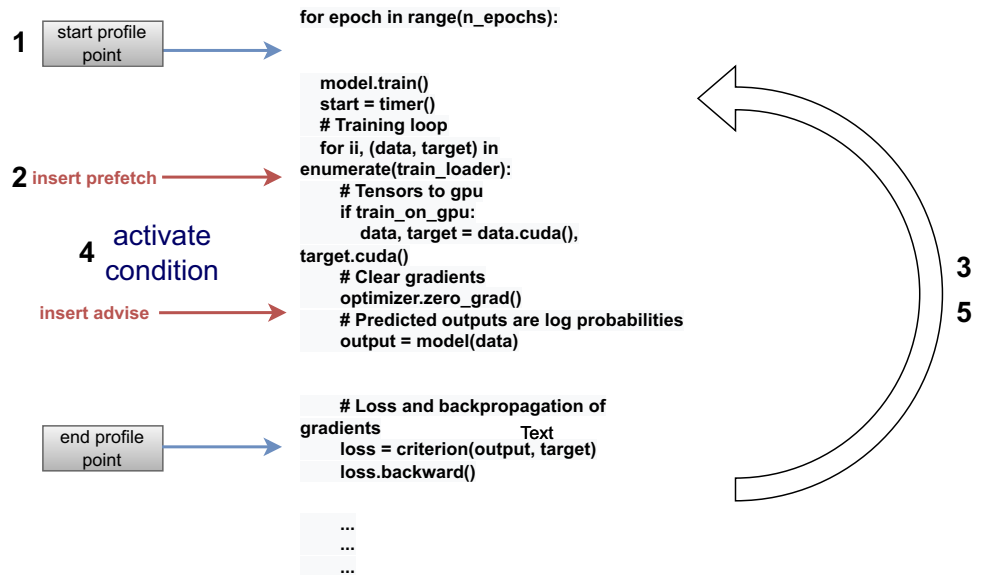 for epoch in range(n_epochs):
1
start profile
point
model.train()
start = timer()
# Training loop
for ii, (data, target) in
enumerate(train_loader):
2
insert prefetch
# Tensors to gpu
if train_on_gpu:
data, target = data.cuda(),
target.cuda()
4
activate
condition
# Clear gradients
optimizer.zero_grad()
3
5
insert advise
# Predicted outputs are log probabilities
output = model(data)
# Loss and backpropagation of
gradients
Text
end profile
point
loss = criterion(output, target)
loss.backward()
...
...
...